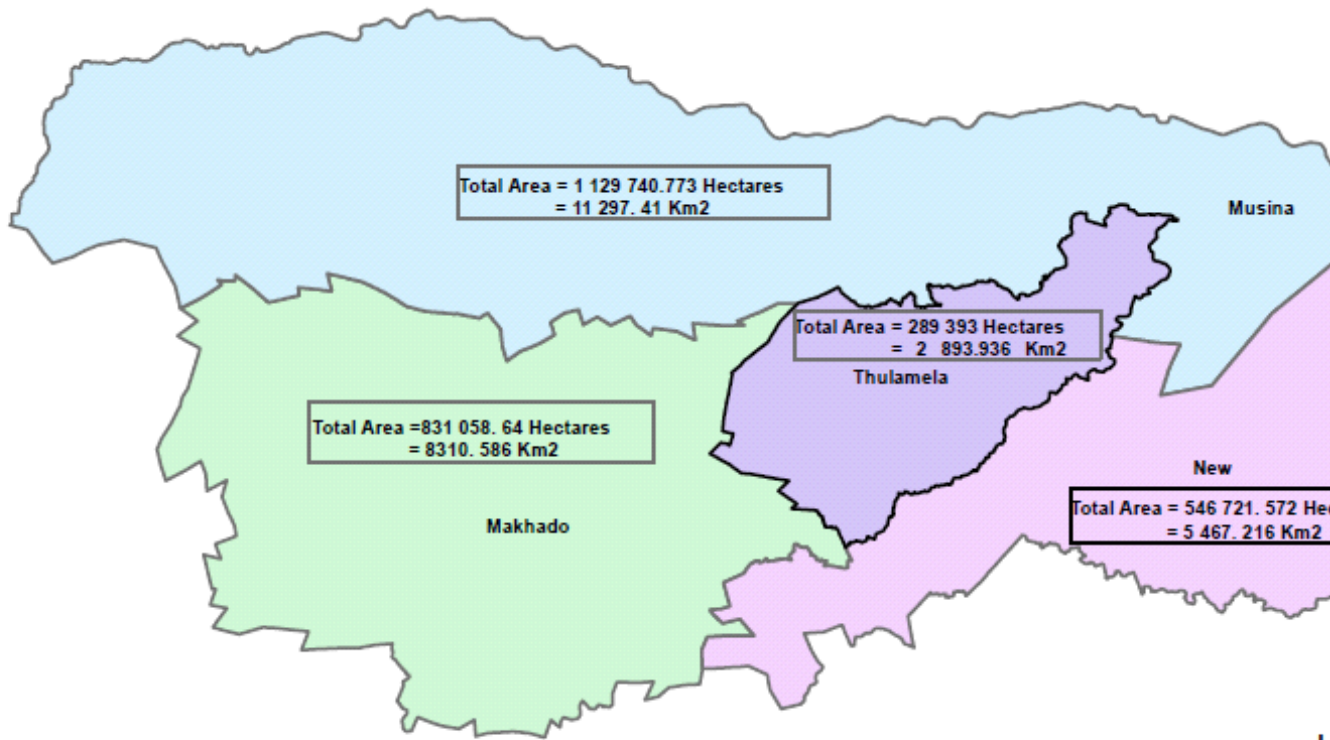 Total Area = 1 129 740.773 Hectares
= 11 297. 41 Km2
Musina
Total Area = 289 393 Hectares
= 2 893.936 Km2
Thulamela
Total Area =831 058. 64 Hectares
= 8310. 586 Km2
Makhado
New
Total Area = 546 721. 572 Hec
= 5 467. 216 Km2